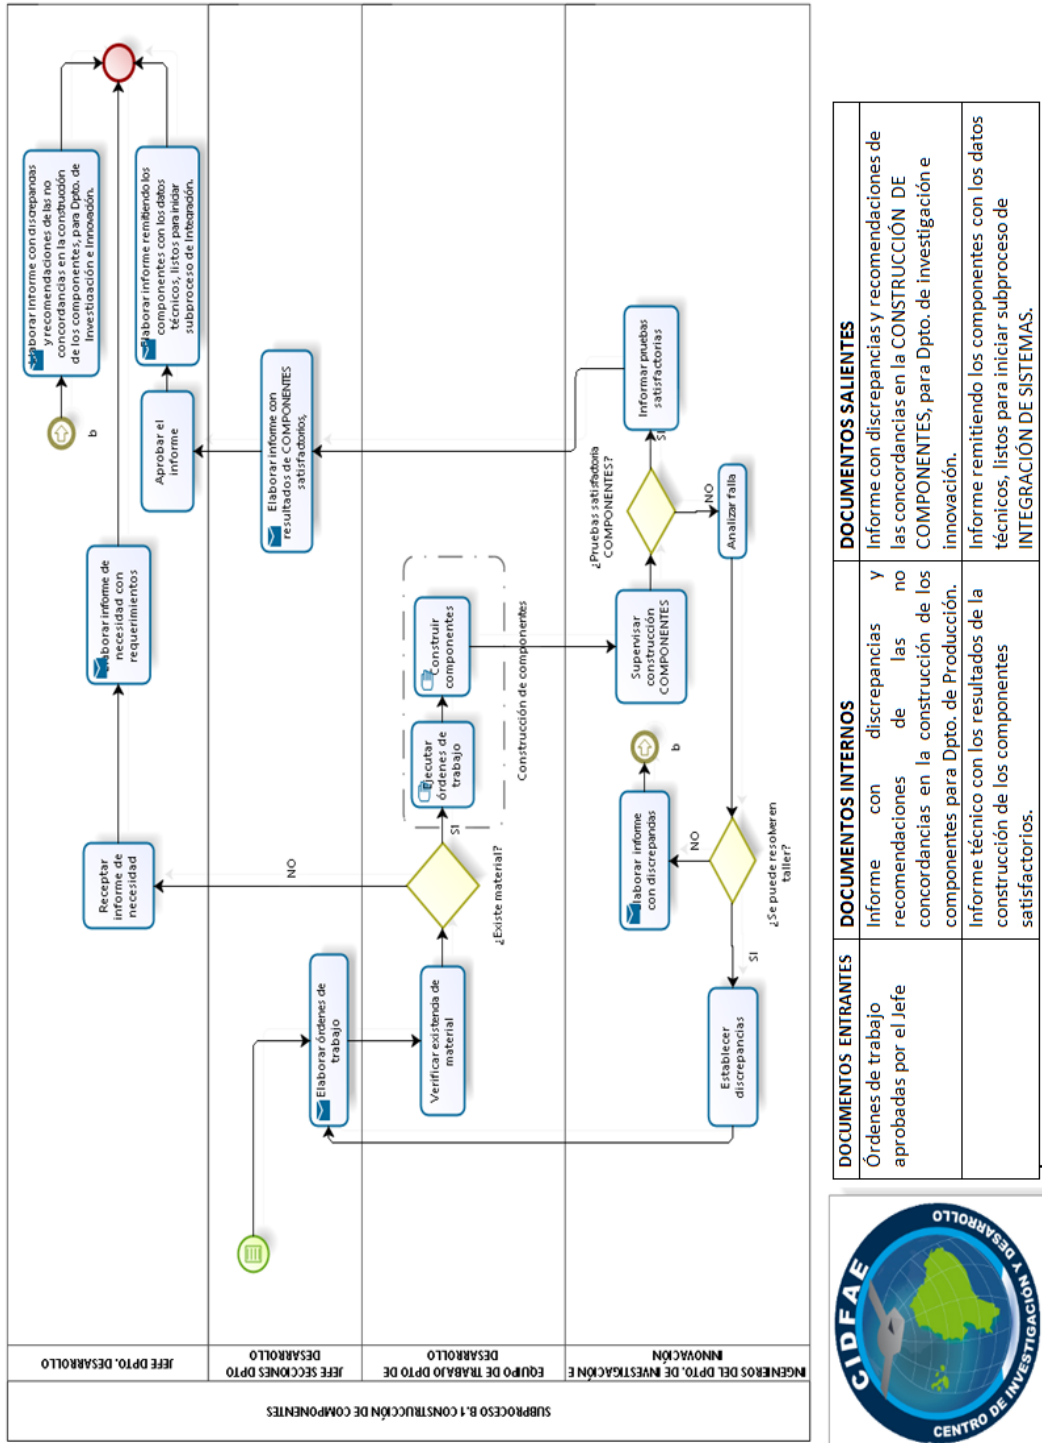 SUBPROCESO B.1 CONSTRUCCIÓN DE COMPONENTES
JEFE DPTO. DESARROLLO
JEFE SECCIONES DPTO
DESARROLLO
EQUIPO DE TRABAJO DPTO DE
DESARROLLO
INGENIEROS DEL DPTO. DE INVESTIGACIÓN E
INNOVACIÓN
Receptar
informe de
necesidad
Elaborar informe de
necesidad con
requerimientos
b
Elaborar informe con discrepancias
y recomendaciones de las no
concordancias en la construcción
de los componentes, para Dpto. de
Investigación e Innovación.
Aprobar el
informe
Elaborar informe remitiendo los
componentes con los datos
técnicos, listos para iniciar
subproceso de Integración.
Elaborar órdenes de
trabajo
Elaborar informe con
resultados de COMPONENTES
satisfactorios,
Verificar existencia de
material
¿Existe material?
NO
SI
Ejecutar
órdenes de
trabajo
Construir
componentes
Construcción de componentes
Establecer
discrepancias
SI
¿Se puede resolver en
taller?
NO
Elaborar informe
con discrepancias
b
Supervisar
construcción
COMPONENTES
¿Pruebas satisfactoria
COMPONENTES?
SI
NO
Informar pruebas
satisfactorias
Analizar falla
DOCUMENTOS ENTRANTES
DOCUMENTOS INTERNOS
DOCUMENTOS SALIENTES
Órdenes de trabajo
aprobadas por el Jefe
Informe con discrepancias y
recomendaciones de las no
concordancias en la construcción de los
componentes para Dpto. de Producción.
Informe con discrepancias y recomendaciones de
las concordancias en la CONSTRUCCIÓN DE
COMPONENTES, para Dpto. de investigación e
innovación.
Informe técnico con los resultados de la
construcción de los componentes
satisfactorios.
Informe remitiendo los componentes con los datos
técnicos, listos para iniciar subproceso de
INTEGRACIÓN DE SISTEMAS.
CIDFAE
CENTRO DE INVESTIGACIÓN Y DESARROLLO